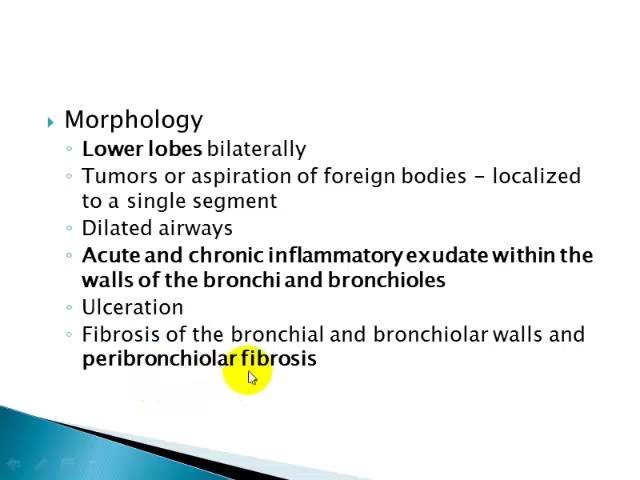 Morphology
Lower lobes bilaterally
Tumors or aspiration of foreign bodies – localized
to a single segment
Dilated airways
Acute and chronic inflammatory exudate within the
walls of the bronchi and bronchioles
Ulceration
Fibrosis of the bronchial and bronchiolar walls and
peribronchiolar fibrosis